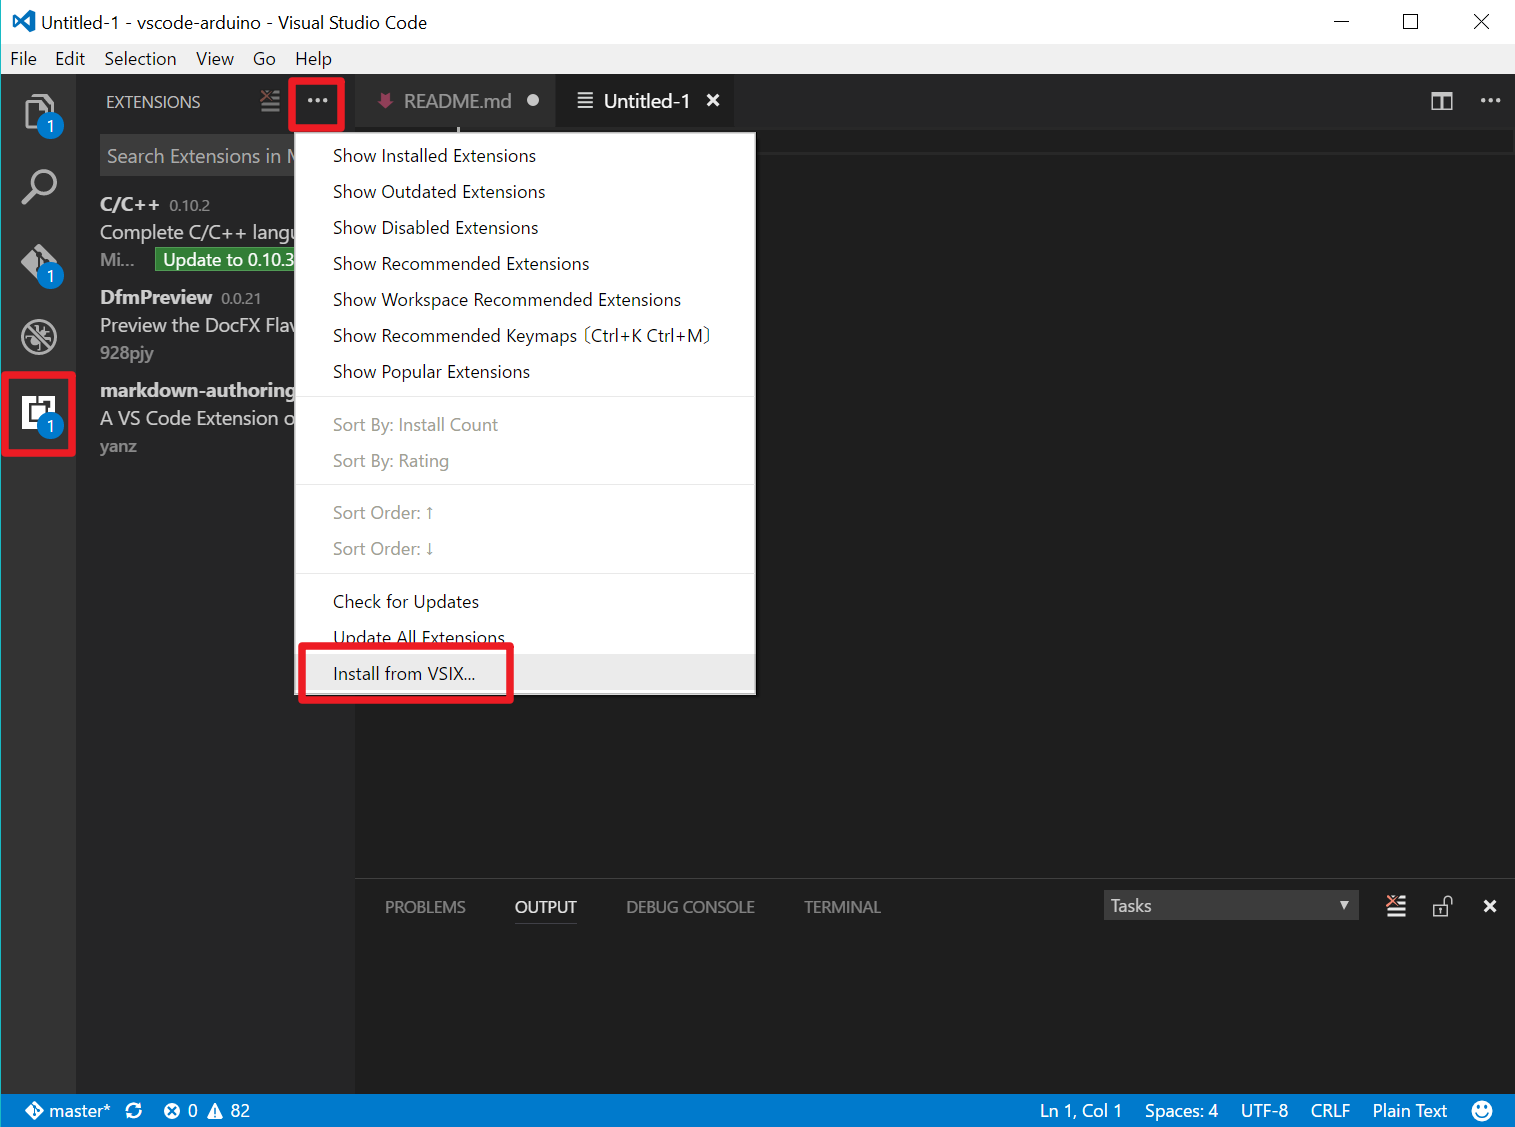 Untitled-1 - vscode-arduino - Visual Studio Code
File Edit Selection View Go Help
EXTENSIONS
README.md
Untitled-1
1
Search Extensions in
C/C++ 0.10.2
Complete C/C++ langu
Mi... Update to 0.10.3
1
DfmPreview 0.0.21
Preview the DocFX Flav
928pjy
markdown-authoring
A VS Code Extension o
yanz
1
Show Installed Extensions
Show Outdated Extensions
Show Disabled Extensions
Show Recommended Extensions
Show Workspace Recommended Extensions
Show Recommended Keymaps [Ctrl+K Ctrl+M]
Show Popular Extensions
Sort By: Install Count
Sort By: Rating
Sort Order: ↑
Sort Order: ↓
Check for Updates
Update All Extensions
Install from VSIX...
PROBLEMS OUTPUT DEBUG CONSOLE TERMINAL Tasks
master* 0 82 Ln 1, Col 1 Spaces: 4 UTF-8 CRLF Plain Text